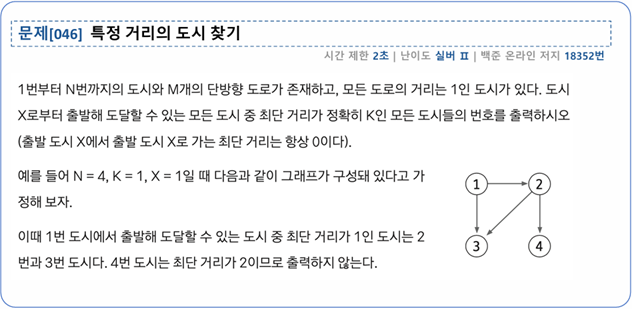 문제[046] 특정 거리의 도시 찾기
시간 제한 2초 | 난이도 실버 Ⅱ | 백준 온라인 저지 18352번
1번부터 N번까지의 도시와 M개의 단방향 도로가 존재하고, 모든 도로의 거리는 1인 도시가 있다. 도시
X로부터 출발해 도달할 수 있는 모든 도시 중 최단 거리가 정확히 K인 모든 도시들의 번호를 출력하시오
(출발 도시 X에서 출발 도시 X로 가는 최단 거리는 항상 0이다).
예를 들어 N = 4, K = 1, X = 1일 때 다음과 같이 그래프가 구성돼 있다고 가
정해 보자.
이때 1번 도시에서 출발해 도달할 수 있는 도시 중 최단 거리가 1인 도시는 2
번과 3번 도시다. 4번 도시는 최단 거리가 2이므로 출력하지 않는다.
1 2
3 4